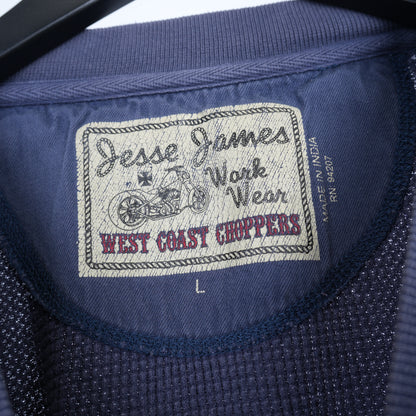 Jesse James
Work
Wear
WEST COAST CHOPPERS
L
MADE IN INDIA
RN 94207